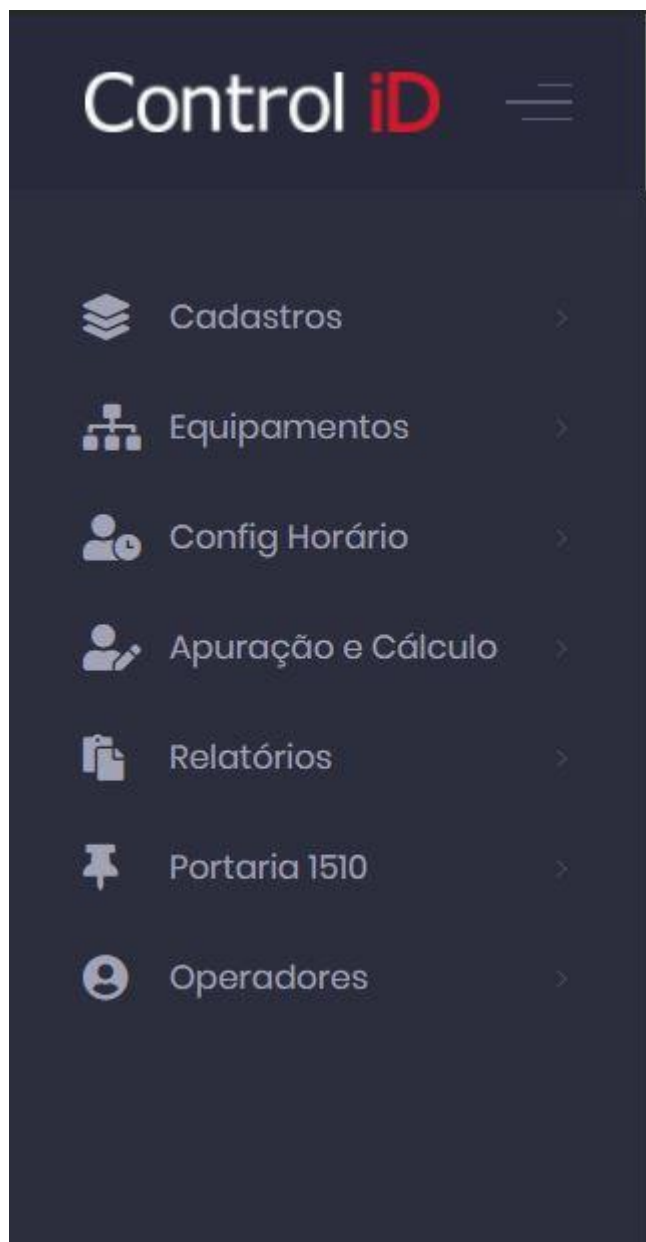 Control iD
Cadastros
Equipamentos
Config Horário
Apuração e Cálculo
Relatórios
Portaria 1510
Operadores